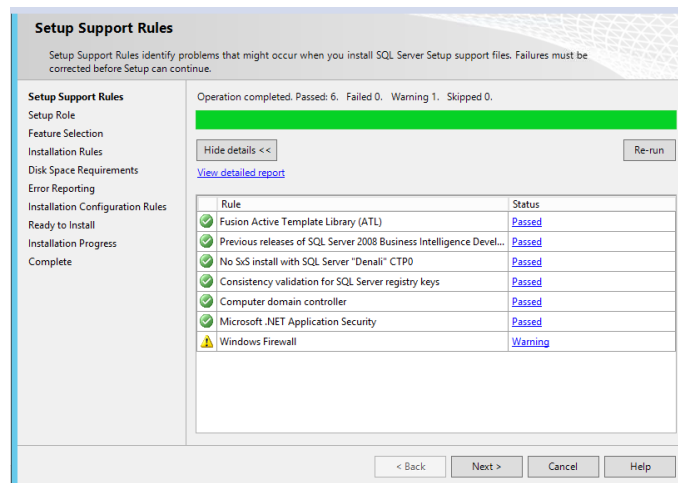 Setup Support Rules
Setup Support Rules identify problems that might occur when you install SQL Server Setup support files. Failures must be
corrected before Setup can continue.
Setup Support Rules
Setup Role
Feature Selection
Installation Rules
Disk Space Requirements
Error Reporting
Installation Configuration Rules
Ready to Install
Installation Progress
Complete
Operation completed. Passed: 6. Failed 0. Warning 1. Skipped 0.
Hide details <<
Re-run
View detailed report
Rule Status
Fusion Active Template Library (ATL) Passed
Previous releases of SQL Server 2008 Business Intelligence Devel... Passed
No SxS install with SQL Server "Denali" CTP0 Passed
Consistency validation for SQL Server registry keys Passed
Computer domain controller Passed
Microsoft .NET Application Security Passed
Windows Firewall Warning
< Back Next > Cancel Help